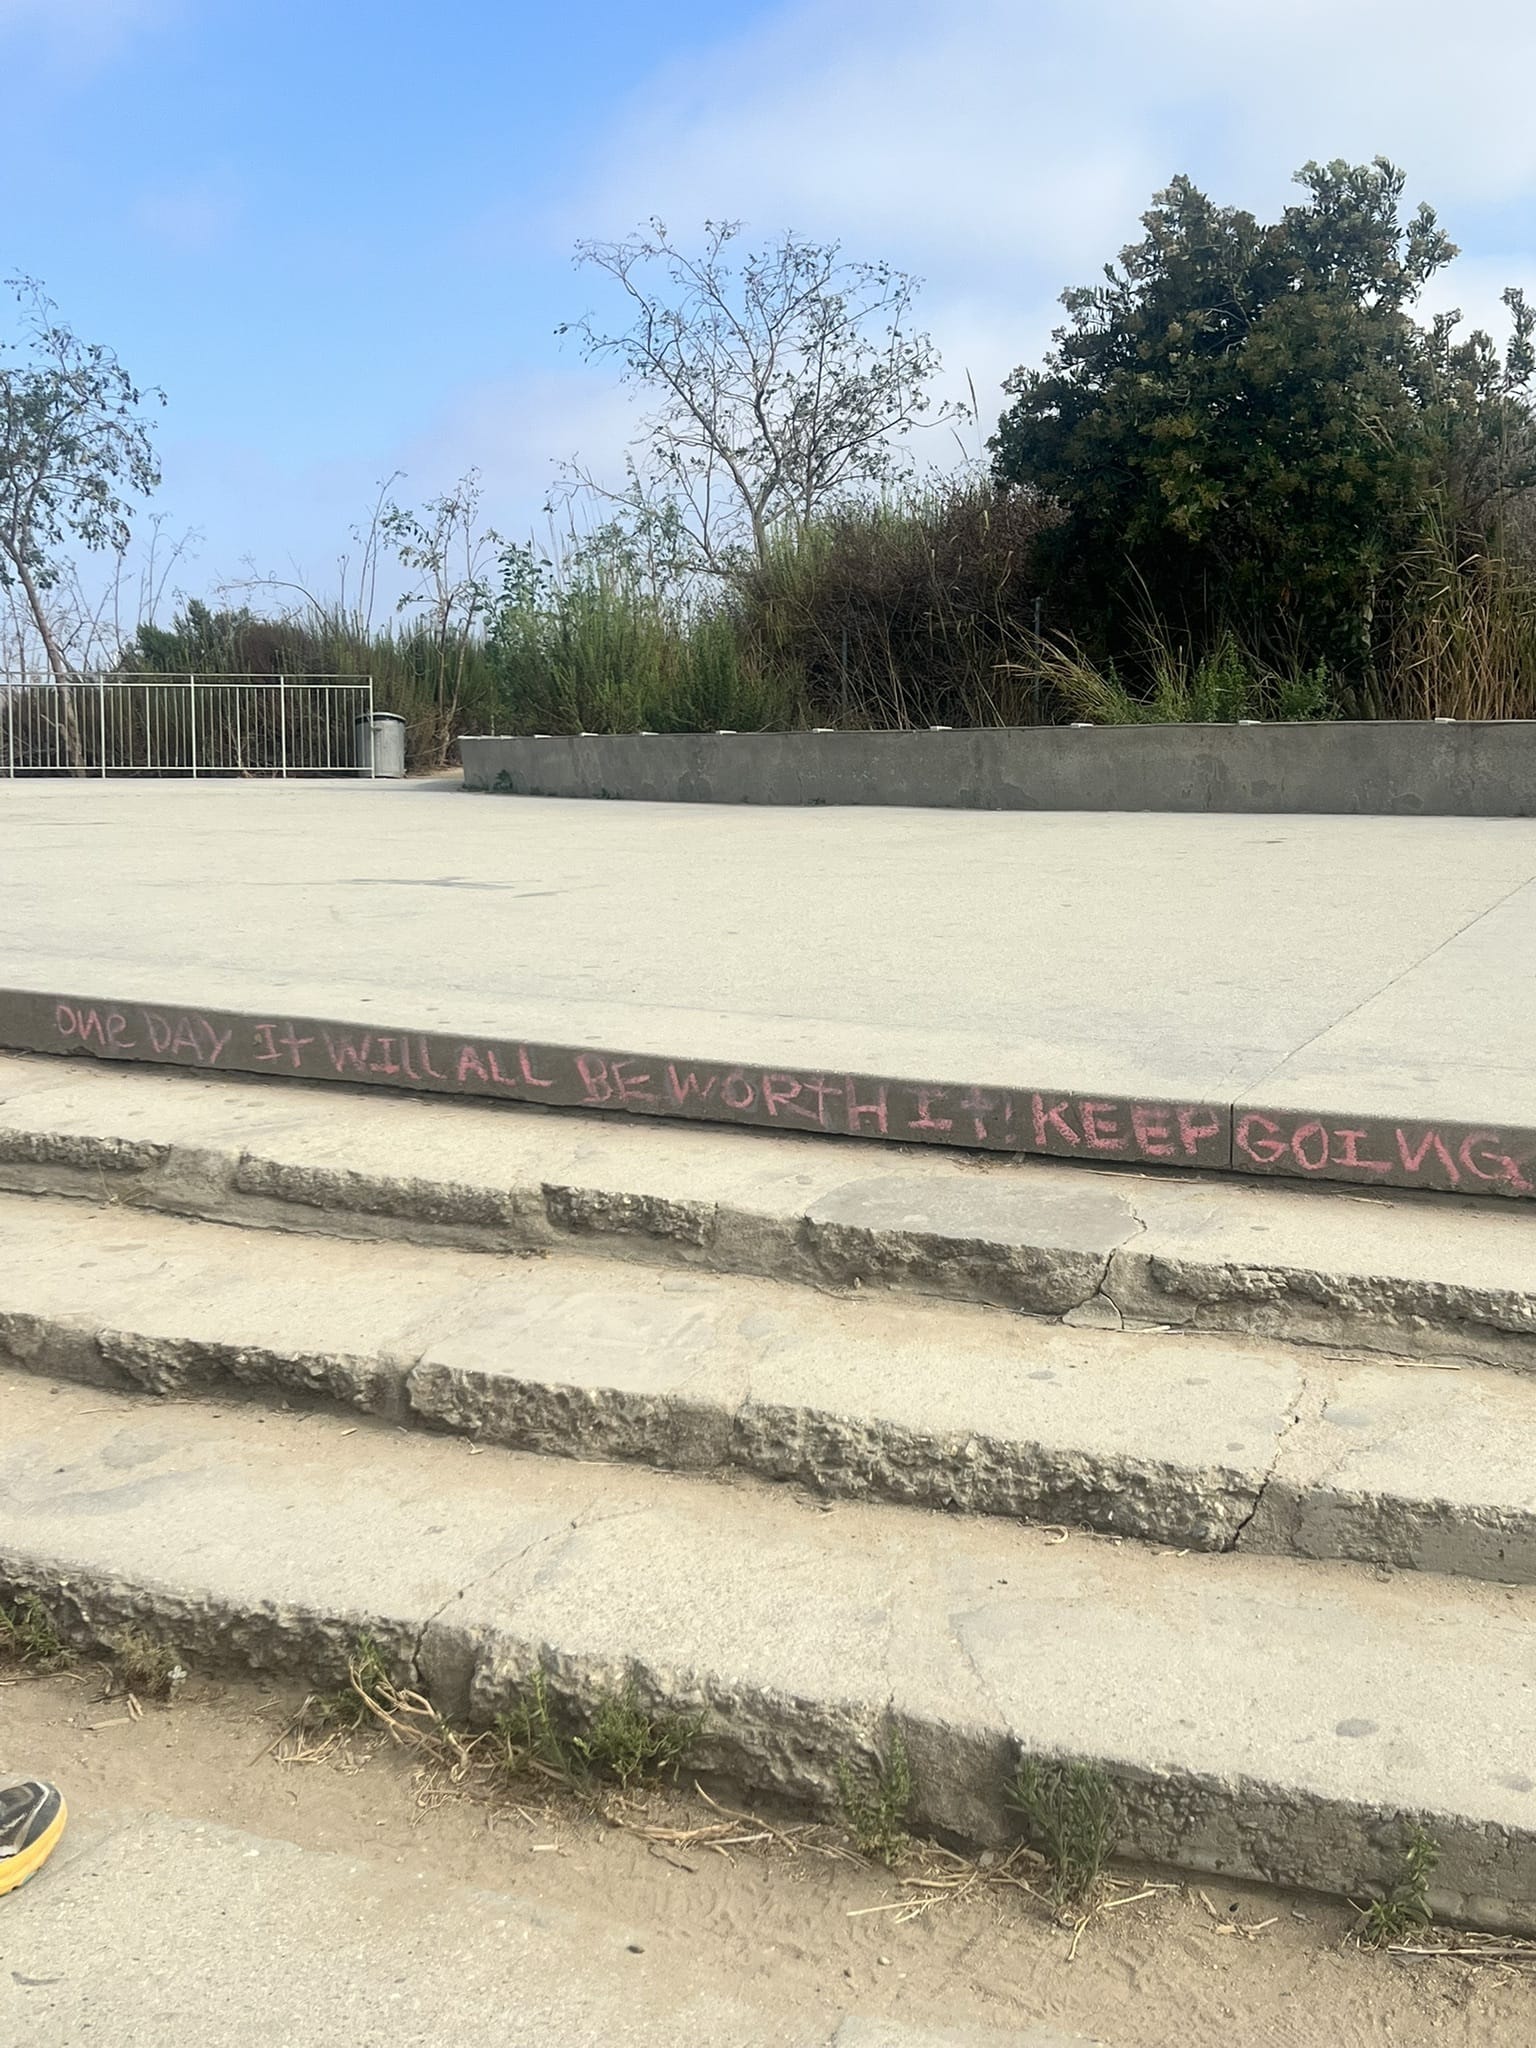 ONE DAY IT WILL ALL BE WORTH IT! KEEP GOING